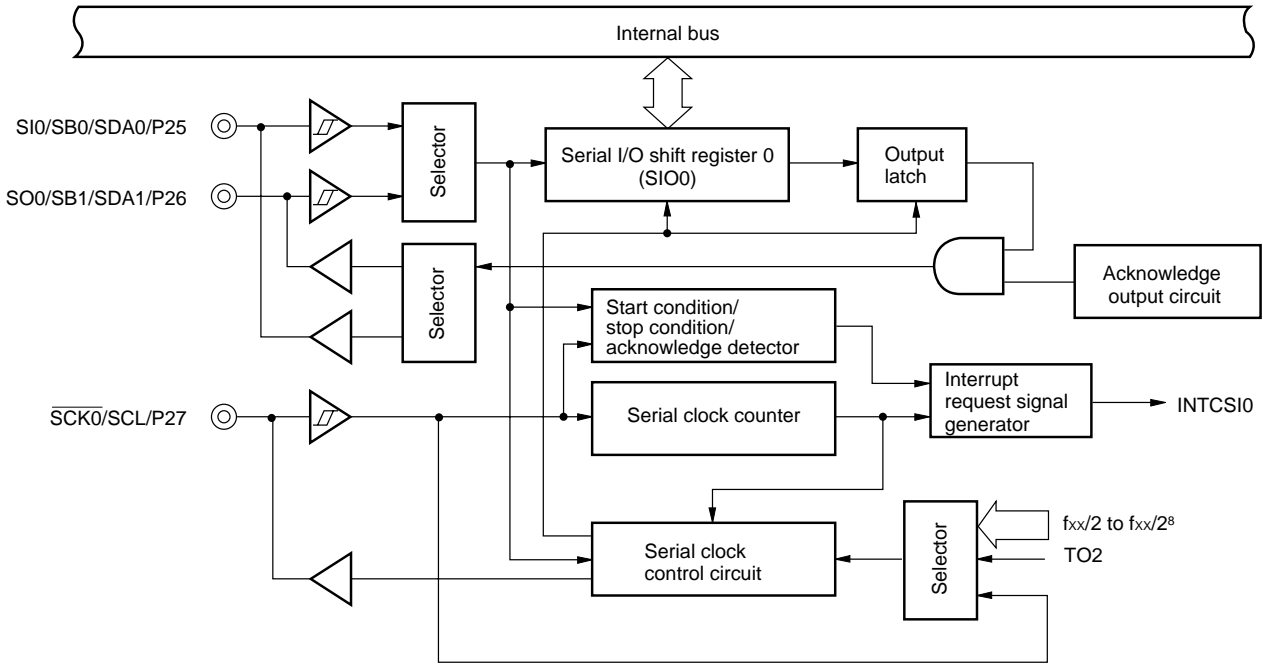 Internal bus
SI0/SB0/SDA0/P25
Selector
Serial I/O shift register 0
(SIO0)
Output
latch
SO0/SB1/SDA1/P26
Selector
Acknowledge
output circuit
Start condition/
stop condition/
acknowledge detector
Interrupt
request signal
generator
INTCSI0
SCK0/SCL/P27
Serial clock counter
Serial clock
control circuit
Selector
fxx/2 to fxx/2⁸
TO2